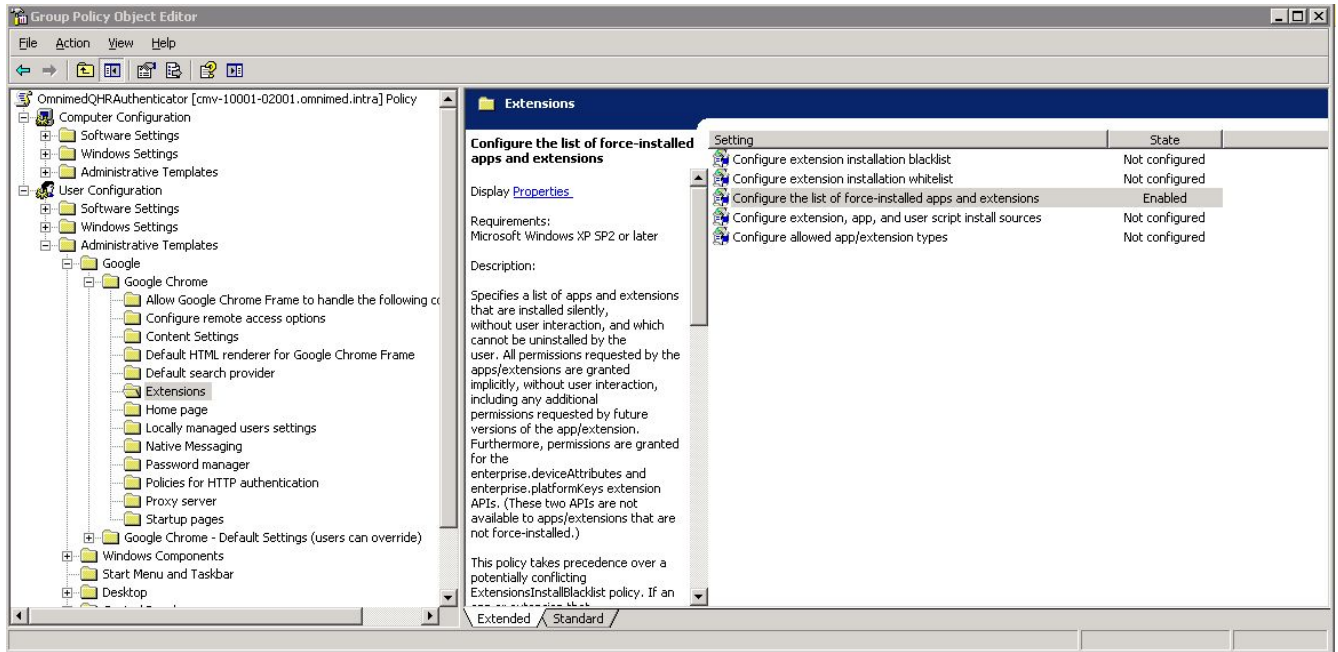 Group Policy Object Editor
File Action View Help
OmnimedQHRAuthenticator [cmv-10001-02001.omnimed.intra] Policy
Computer Configuration
Software Settings
Windows Settings
Administrative Templates
User Configuration
Software Settings
Windows Settings
Administrative Templates
Google
Google Chrome
Allow Google Chrome Frame to handle the following
Configure remote access options
Content Settings
Default HTML renderer for Google Chrome Frame
Default search provider
Extensions
Home page
Locally managed users settings
Native Messaging
Password manager
Policies for HTTP authentication
Proxy server
Startup pages
Google Chrome - Default Settings (users can override)
Windows Components
Start Menu and Taskbar
Desktop
Extensions
Configure the list of force-installed
apps and extensions
Display Properties
Requirements:
Microsoft Windows XP SP2 or later
Description:
Specifies a list of apps and extensions
that are installed silently,
without user interaction, and which
cannot be uninstalled by the
user. All permissions requested by the
apps/extensions are granted
implicitly, without user interaction,
including any additional
permissions requested by future
versions of the app/extension.
Furthermore, permissions are granted
for the
enterprise.deviceAttributes and
enterprise.platformKeys extension
APIs. (These two APIs are not
available to apps/extensions that are
not force-installed.)
This policy takes precedence over a
potentially conflicting
ExtensionsInstallBlacklist policy. If an
Setting State
Configure extension installation blacklist Not configured
Configure extension installation whitelist Not configured
Configure the list of force-installed apps and extensions Enabled
Configure extension, app, and user script install sources Not configured
Configure allowed app/extension types Not configured
Extended Standard